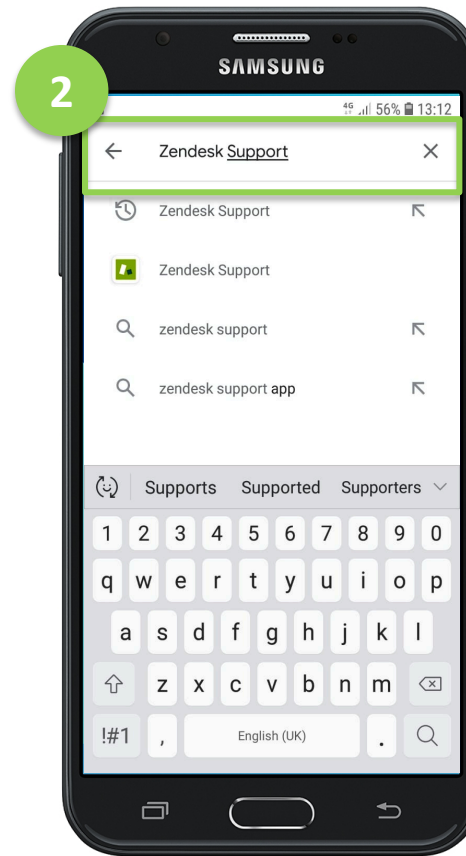 2
SAMSUNG
4G 56% 13:12
Zendesk Support
Zendesk Support
Zendesk Support
zendesk support
zendesk support app
Supports Supported Supporters
1 2 3 4 5 6 7 8 9 0
q w e r t y u i o p
a s d f g h j k l
z x c v b n m
!#1 , English (UK) .